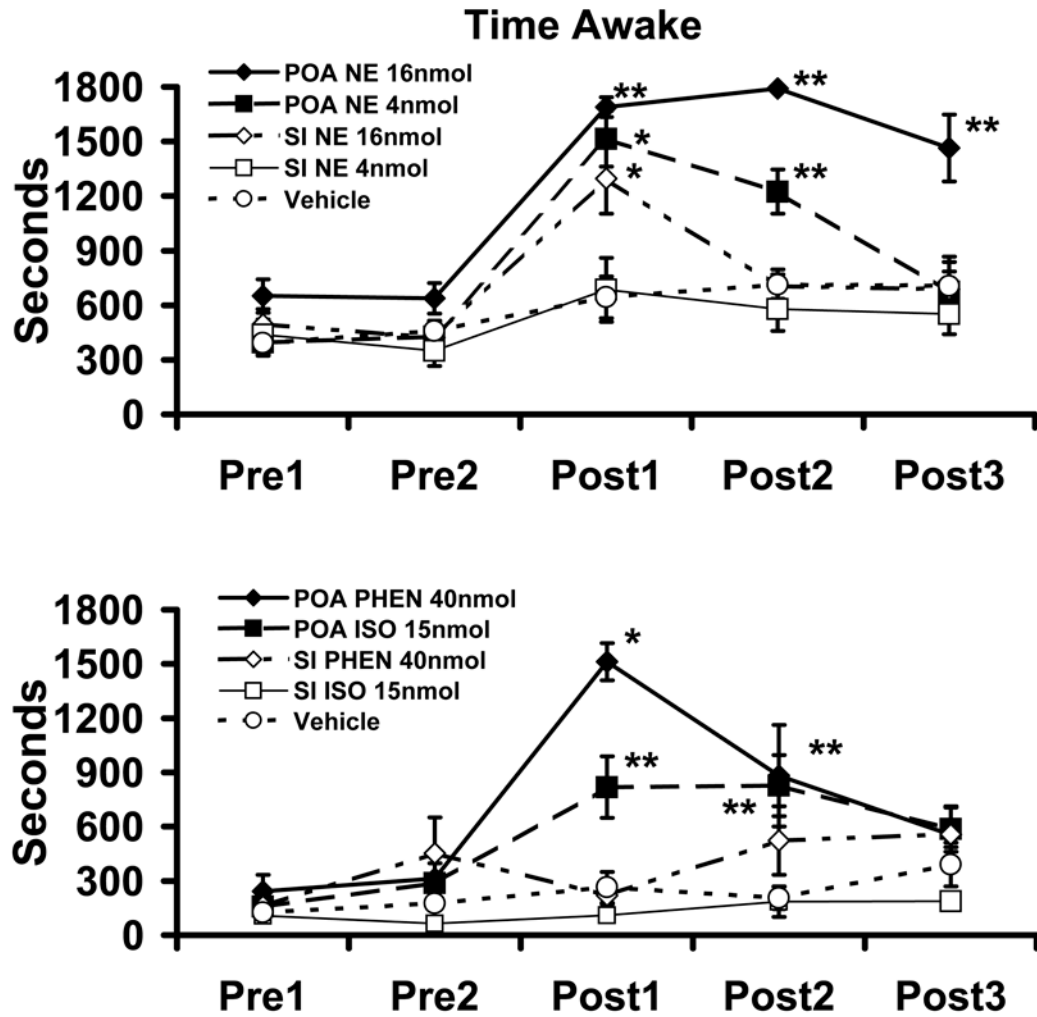 Time Awake
POA NE 16nmol
POA NE 4nmol
SI NE 16nmol
SI NE 4nmol
Vehicle
Seconds
1800
1500
1200
900
600
300
0
**
*
*
**
**
**
Pre1 Pre2 Post1 Post2 Post3
POA PHEN 40nmol
POA ISO 15nmol
SI PHEN 40nmol
SI ISO 15nmol
Vehicle
Seconds
1800
1500
1200
900
600
300
0
*
**
**
**
Pre1 Pre2 Post1 Post2 Post3